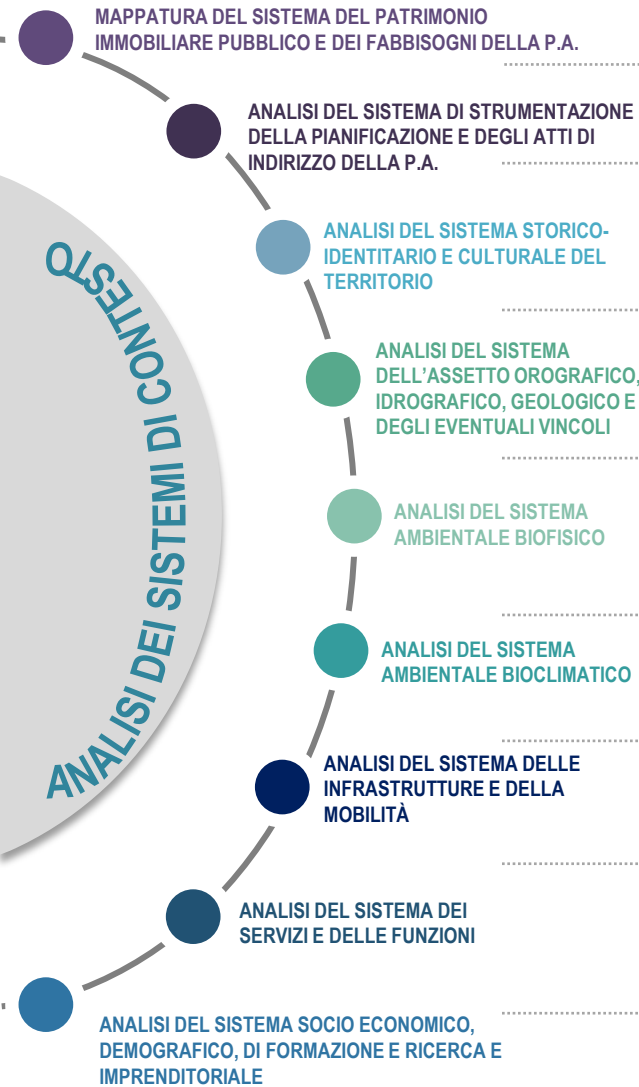 MAPPATURA DEL SISTEMA DEL PATRIMONIO
IMMOBILIARE PUBBLICO E DEI FABBISOGNI DELLA P.A.
ANALISI DEL SISTEMA DI STRUMENTAZIONE
DELLA PIANIFICAZIONE E DEGLI ATTI DI
INDIRIZZO DELLA P.A.
ANALISI DEL SISTEMA STORICO-
IDENTITARIO E CULTURALE DEL
TERRITORIO
ANALISI DEL SISTEMA
DELL’ASSETTO OROGRAFICO,
IDROGRAFICO, GEOLOGICO E
DEGLI EVENTUALI VINCOLI
ANALISI DEI SISTEMI DI CONTESTO
ANALISI DEL SISTEMA
AMBIENTALE BIOFISICO
ANALISI DEL SISTEMA
AMBIENTALE BIOCLIMATICO
ANALISI DEL SISTEMA DELLE
INFRASTRUTTURE E DELLA
MOBILITÀ
ANALISI DEL SISTEMA DEI
SERVIZI E DELLE FUNZIONI
ANALISI DEL SISTEMA SOCIO ECONOMICO,
DEMOGRAFICO, DI FORMAZIONE E RICERCA E
IMPRENDITORIALE